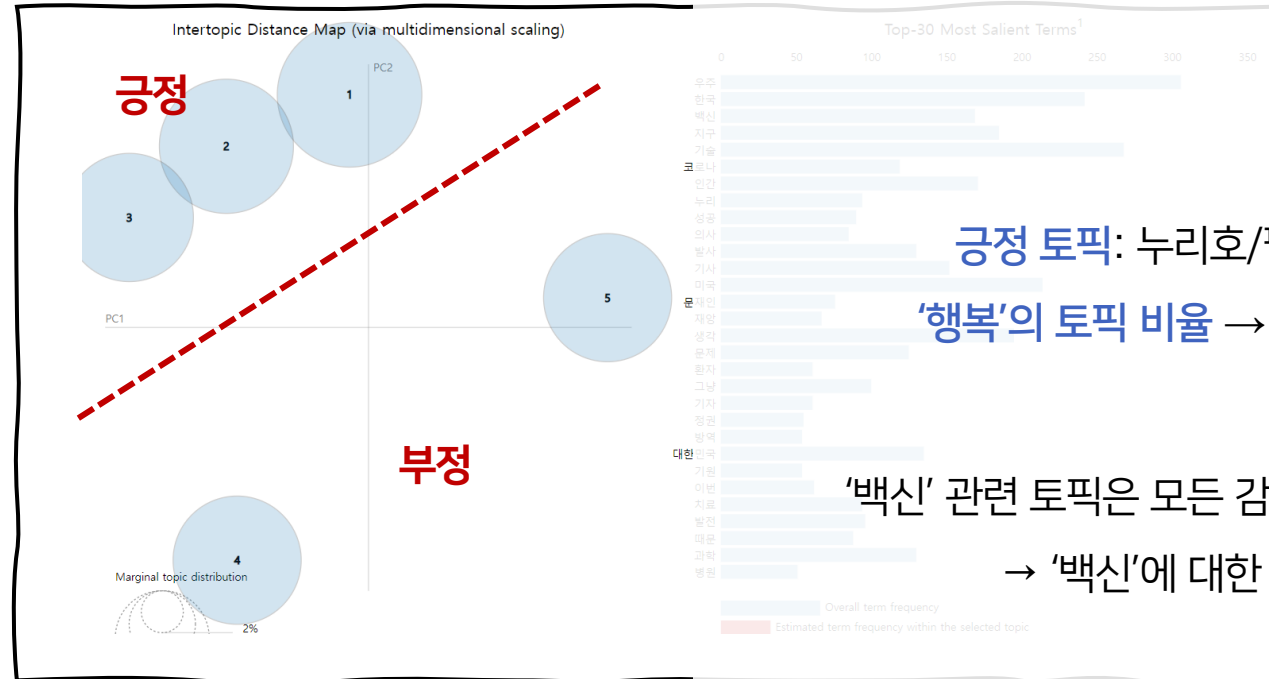 Intertopic Distance Map (via multidimensional scaling)
PC2
긍정
1
2
3
5
PC1
부정
4
Marginal topic distribution
2%
Top-30 Most Salient Terms1
0 50 100 150 200 250 300 350
우주
한국
백신
지구
기술
코로나
인간
누리
성공
의사
발사
기사
미국
문재인
재앙
생각
문제
환자
그냥
기자
정권
방역
대한민국
기원
이번
치료
발전
때문
과학
병원
긍정 토픽: 누리호/
‘행복’의 토픽 비율 →
‘백신’ 관련 토픽은 모든 감
→ ‘백신’에 대한
Overall term frequency
Estimated term frequency within the selected topic